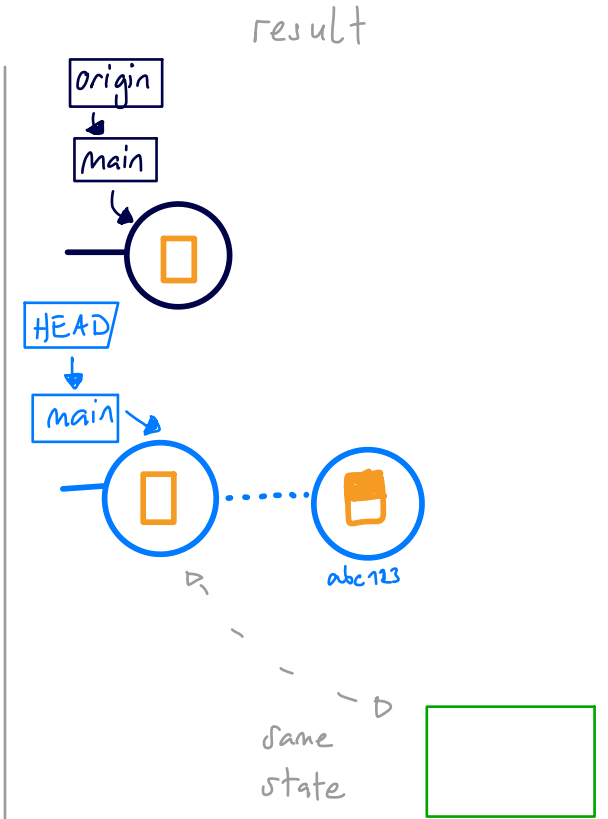 result
origin
main
HEAD
main
abc123
same
state